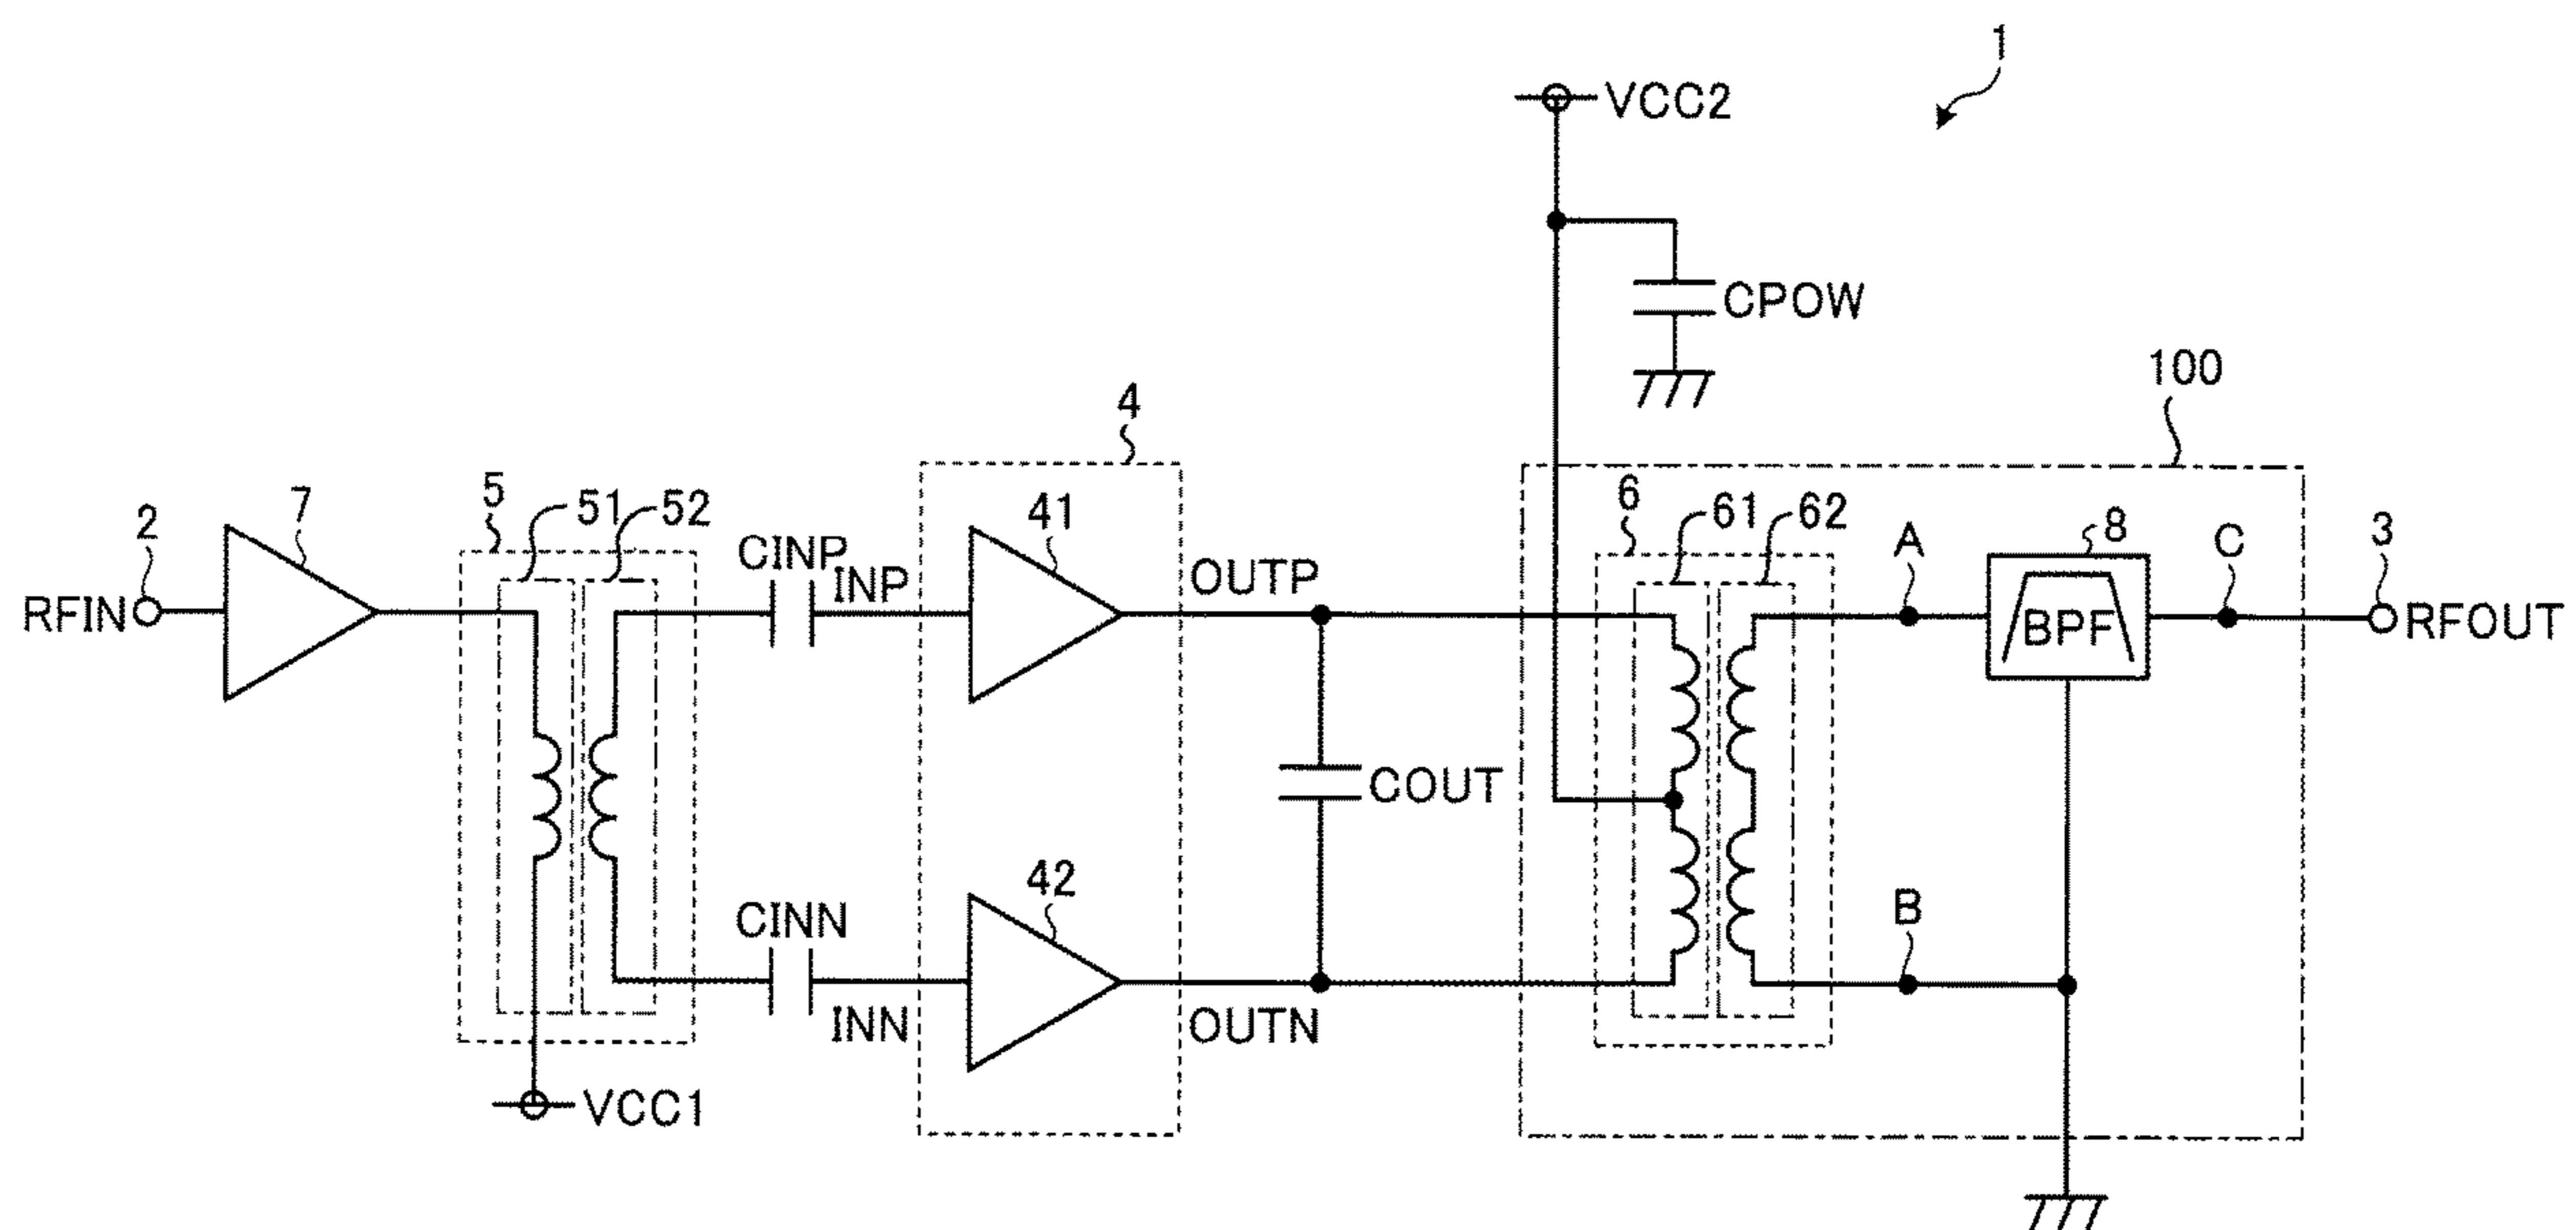 1
VCC2
CPOW
100
4
5
51
52
6
61
62
2
7
CINP
INP
41
OUTP
A
8
C
3
RFIN
BPF
RFOUT
COUT
42
CINN
INN
OUTN
B
VCC1